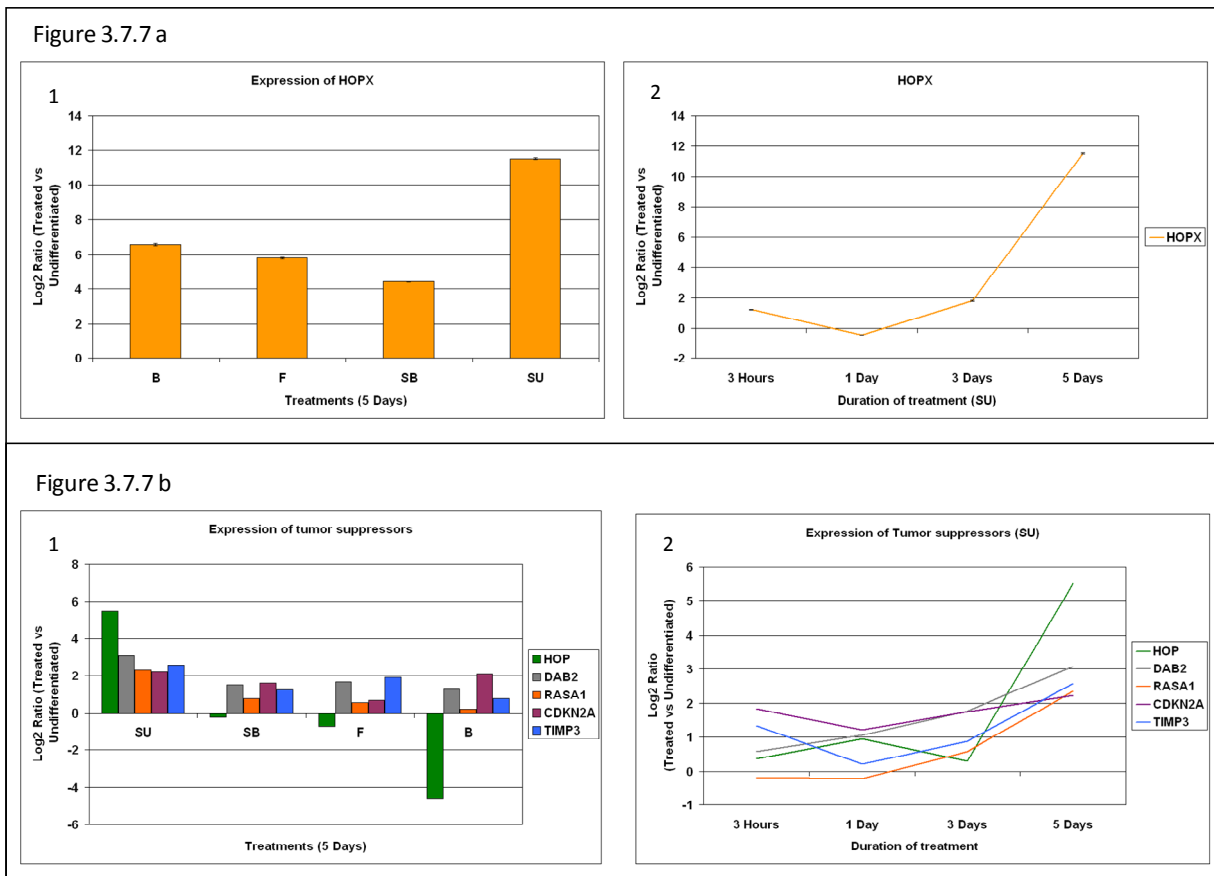 Figure 3.7.7 a
1
Expression of HOPX
Log2 Ratio (Treated vs
Undifferentiated)
14
12
10
8
6
4
2
0
B F SB SU
Treatments (5 Days)
2
HOPX
Log2 Ratio (Treated vs
Undifferentiated)
14
12
10
8
6
4
2
0
-2
3 Hours 1 Day 3 Days 5 Days
Duration of treatment (SU)
HOPX
Figure 3.7.7 b
1
Expression of tumor suppressors
Log2 Ratio (Treated vs
Undifferentiated)
8
6
4
2
0
-2
-4
-6
SU SB F B
Treatments (5 Days)
HOP
DAB2
RASA1
CDKN2A
TIMP3
2
Expression of Tumor suppressors (SU)
Log2 Ratio
(Treated vs Undifferentiated)
6
5
4
3
2
1
0
-1
3 Hours 1 Day 3 Days 5 Days
Duration of treatment
HOP
DAB2
RASA1
CDKN2A
TIMP3